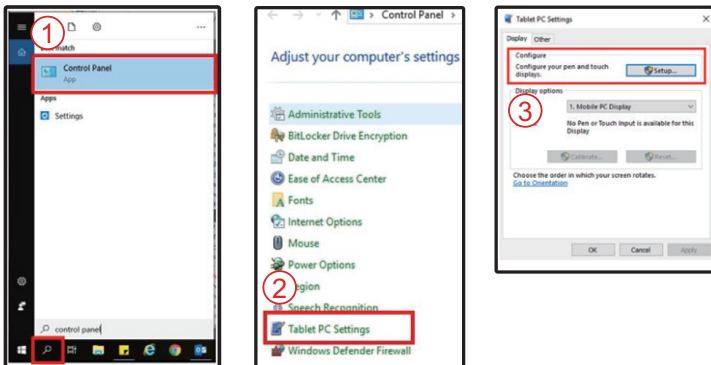 1
Best match
Control Panel
App
Apps
Settings
control panel
Control Panel
Adjust your computer's settings
Administrative Tools
BitLocker Drive Encryption
Date and Time
Ease of Access Center
Fonts
Internet Options
Mouse
Power Options
2
Region
Speech Recognition
Tablet PC Settings
Windows Defender Firewall
Tablet PC Settings
Display Other
Configure
Configure your pen and touch
displays.
Setup...
Display options
3
1. Mobile PC Display
No Pen or Touch Input is available for this
Display
Calibrate...
Reset...
Choose the order in which your screen rotates.
Go to Orientation
OK Cancel Apply